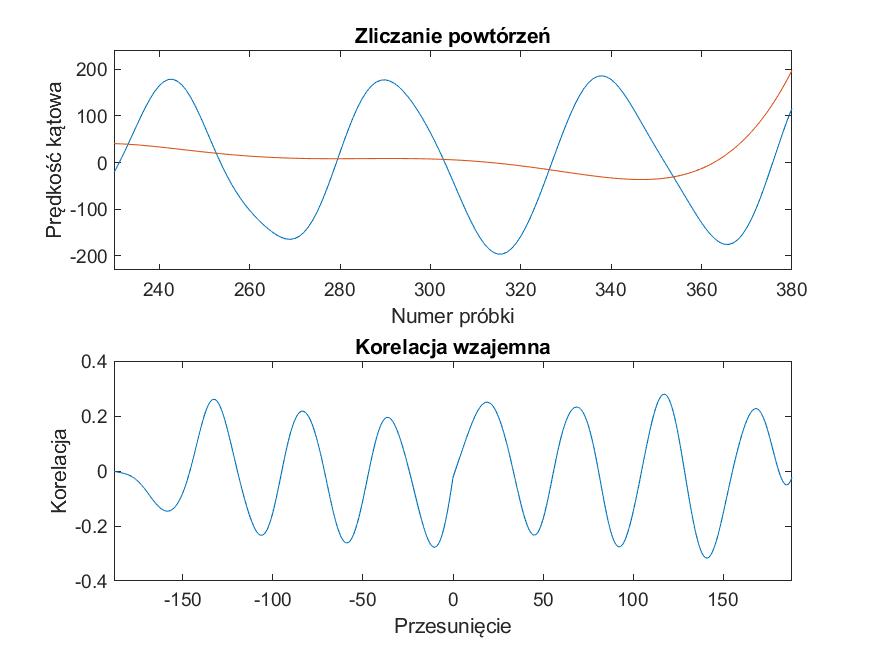 Zliczanie powtórzeń
Prędkość kątowa
200
100
0
-100
-200
240 260 280 300 320 340 360 380
Numer próbki
Korelacja wzajemna
Korelacja
0.4
0.2
0
-0.2
-0.4
-150 -100 -50 0 50 100 150
Przesunięcie